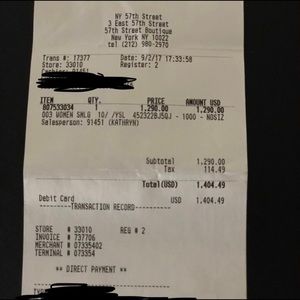 NY 57th Street
3 East 57th Street
57th Street Boutique
New York NY 10022
tel (212) 980-2970
Trans #: 17377 Date: 9/2/17 17:33:58
Store: 33010 Register: 2
Cashier: 91451
ITEM QTY. PRICE AMOUNT USD
807533034 1 1,290.00 1,290.00
003 WOMEN SMLG 10/ /YSL 452322BJ50J - 1000 - NOSIZ
Salesperson: 91451 (KATHRYN)
Subtotal 1,290.00
Tax 114.49
Total(USD) 1,404.49
Debit Card USD 1,404.49
--------TRANSACTION RECORD--------
STORE # 33010 REG # 2
INVOICE # 737706
MERCHANT # 07335402
TERMINAL # 073354
** DIRECT PAYMENT **